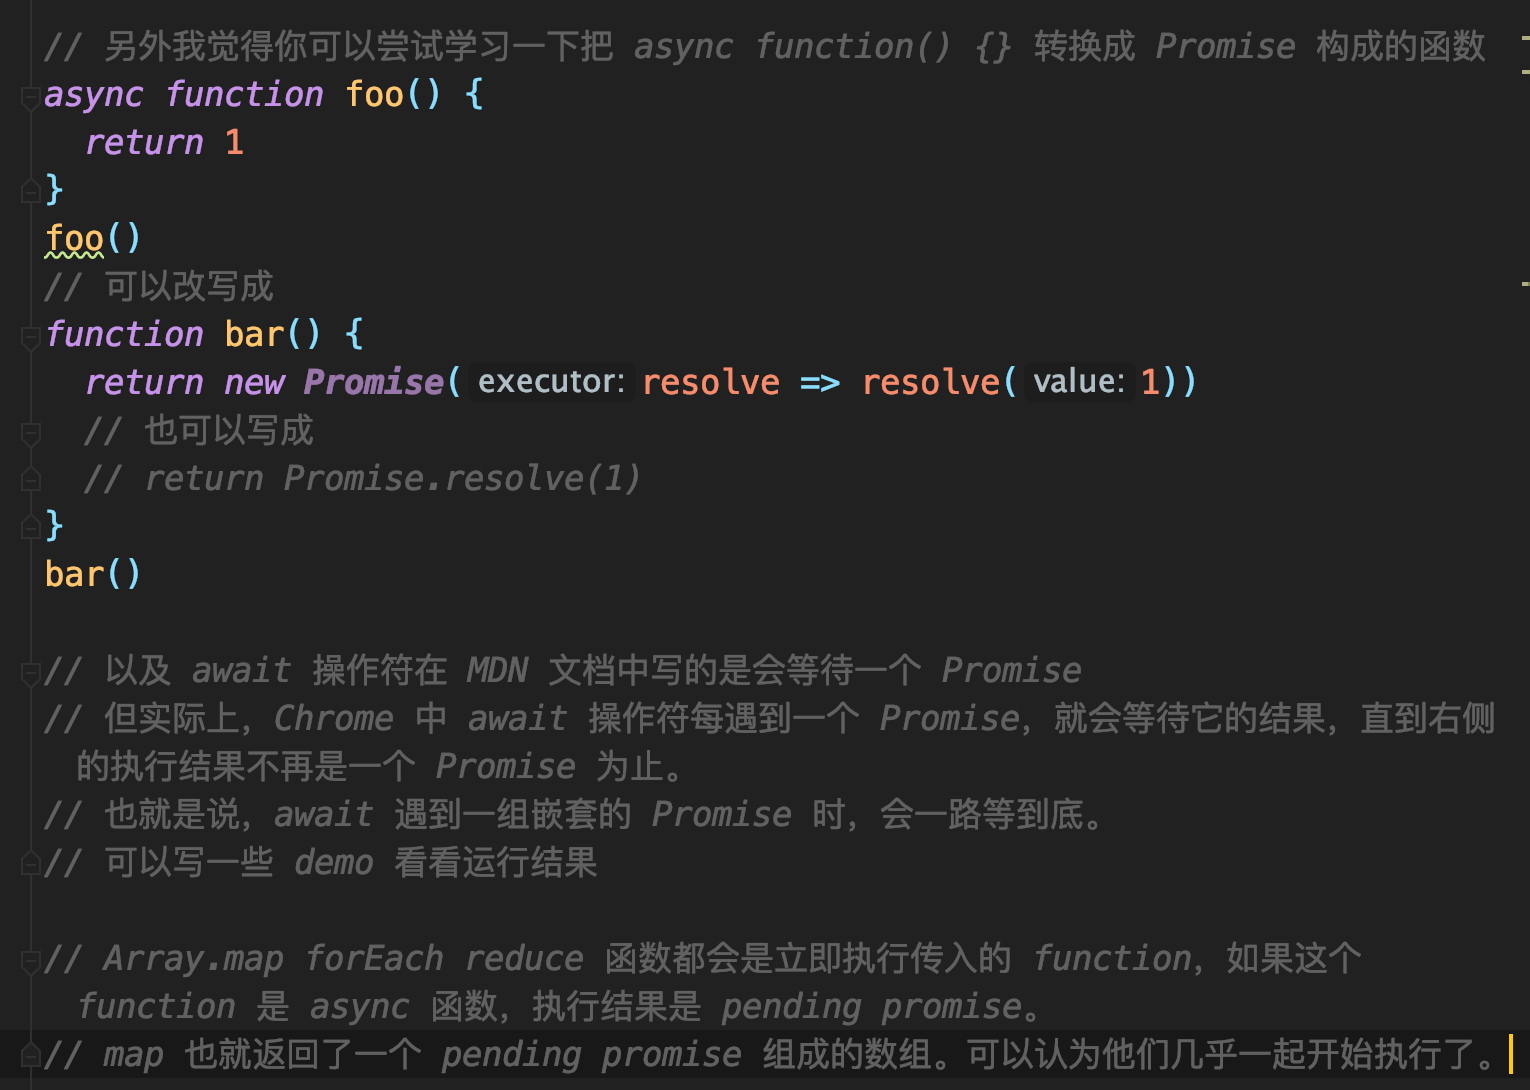 // 另外我觉得你可以尝试学习一下把 async function() {} 转换成 Promise 构成的函数
async function foo() {
  return 1
}
foo()
// 可以改写成
function bar() {
  return new Promise( executor: resolve => resolve( value: 1))
  // 也可以写成
  // return Promise.resolve(1)
}
bar()
// 以及 await 操作符在 MDN 文档中写的是会等待一个 Promise
// 但实际上，Chrome 中 await 操作符每遇到一个 Promise，就会等待它的结果，直到右侧
的执行结果不再是一个 Promise 为止。
// 也就是说，await 遇到一组嵌套的 Promise 时，会一路等到底。
// 可以写一些 demo 看看运行结果
// Array.map forEach reduce 函数都会是立即执行传入的 function，如果这个
function 是 async 函数，执行结果是 pending promise。
// map 也就返回了一个 pending promise 组成的数组。可以认为他们几乎一起开始执行了。